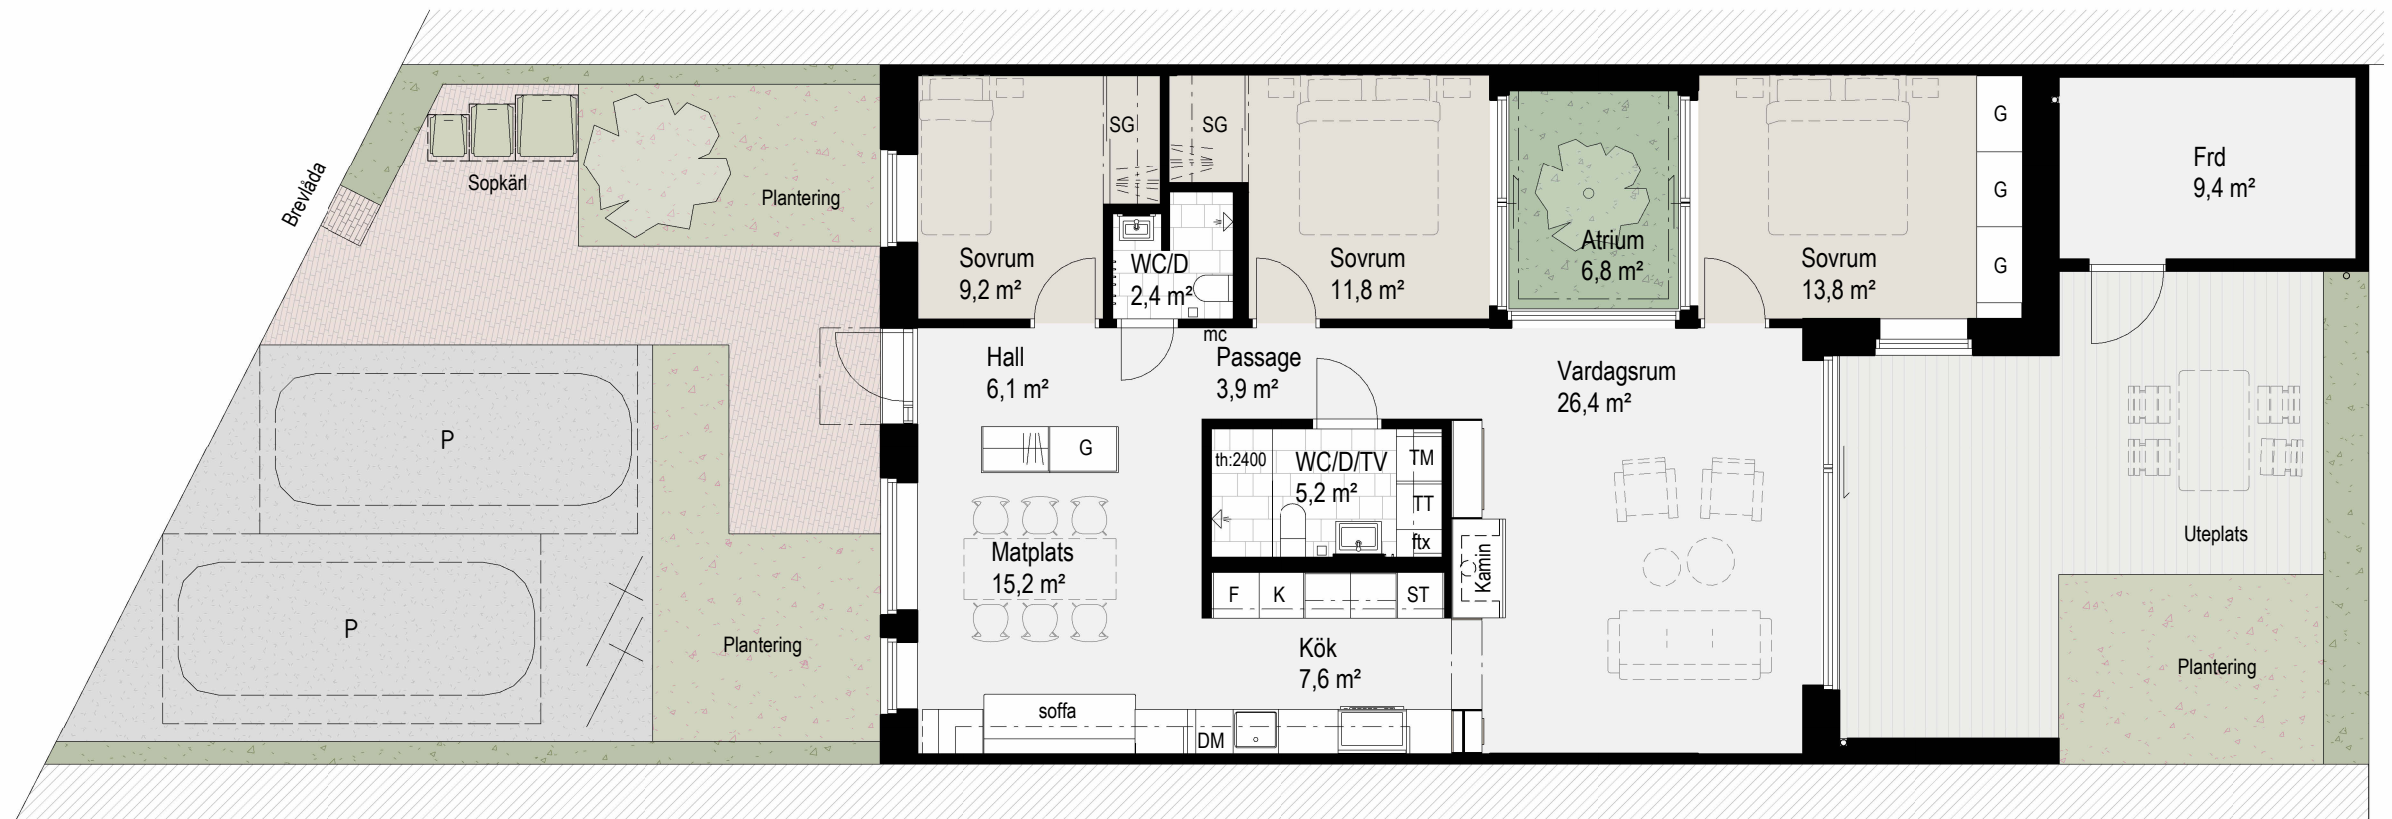 Brevlåda
Sopkärl
Plantering
P
P
Plantering
SG
SG
Sovrum
9,2 m²
WC/D
2,4 m²
Sovrum
11,8 m²
Atrium
6,8 m²
Sovrum
13,8 m²
G
G
G
Frd
9,4 m²
mc
Hall
6,1 m²
Passage
3,9 m²
Vardagsrum
26,4 m²
G
th:2400
WC/D/TV
5,2 m²
TM
TT
ftx
Kamin
Matplats
15,2 m²
F
K
ST
Kök
7,6 m²
soffa
DM
Uteplats
Plantering